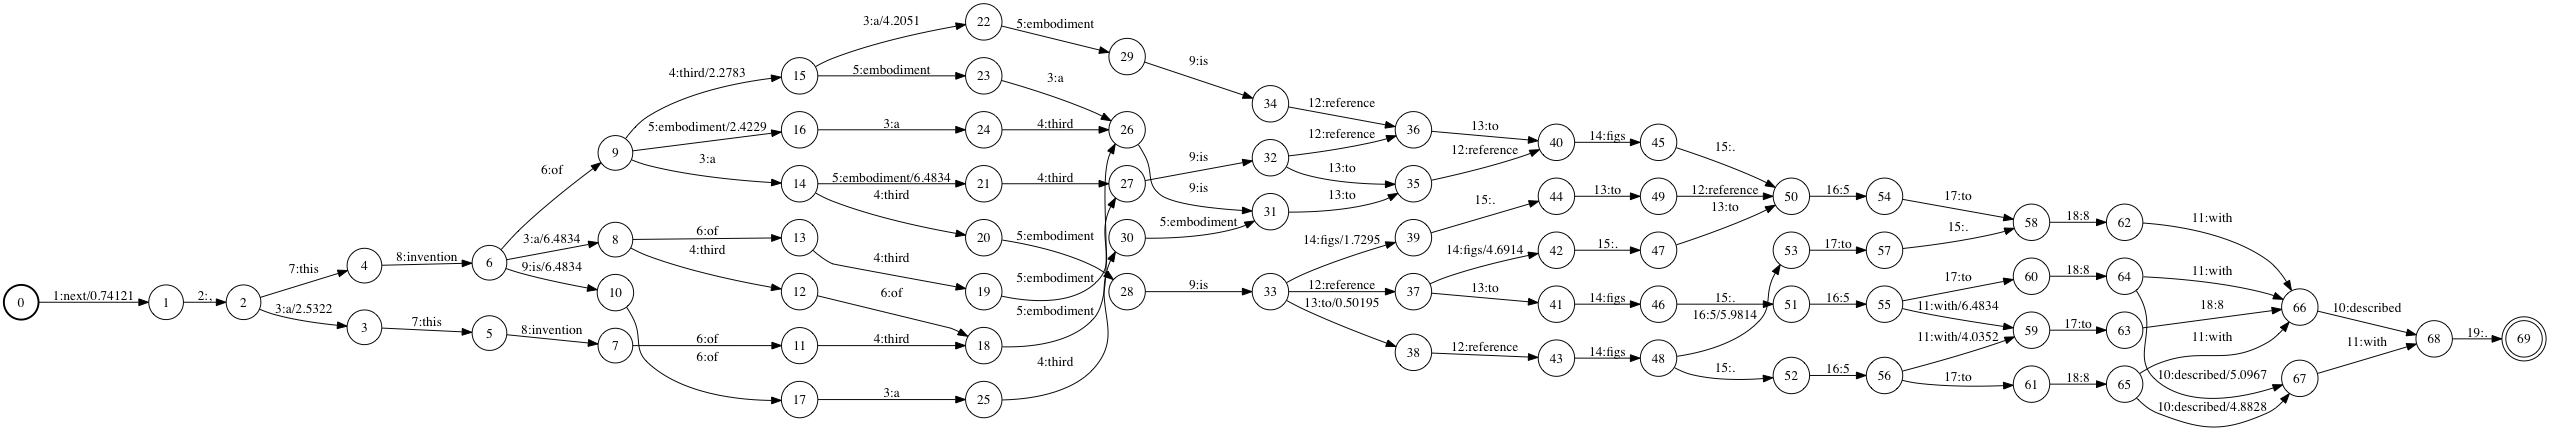 0
1:next/0.74121
1
2:,
2
7:this
3:a/2.5322
4
3
8:invention
7:this
6
5
6:of
3:a/6.4834
9:is/6.4834
8:invention
9
8
10
7
4:third/2.2783
5:embodiment/2.4229
3:a
6:of
4:third
6:of
6:of
15
16
14
13
12
11
17
3:a/4.2051
5:embodiment
3:a
5:embodiment/6.4834
4:third
4:third
6:of
4:third
3:a
22
23
24
21
20
19
18
25
5:embodiment
3:a
4:third
4:third
5:embodiment
5:embodiment
5:embodiment
4:third
29
26
27
30
28
9:is
9:is
9:is
5:embodiment
9:is
34
32
31
33
12:reference
12:reference
13:to
13:to
14:figs/1.7295
12:reference
13:to/0.50195
36
35
39
37
38
13:to
12:reference
15:.
14:figs/4.6914
13:to
12:reference
40
44
42
41
43
14:figs
13:to
15:.
14:figs
14:figs
45
49
47
46
48
15:.
12:reference
13:to
15:.
16:5/5.9814
15:.
50
53
51
52
16:5
17:to
16:5
16:5
54
57
55
56
17:to
15:.
17:to
11:with/6.4834
11:with/4.0352
17:to
58
60
59
61
18:8
18:8
17:to
18:8
62
64
63
65
11:with
11:with
18:8
11:with
10:described/5.0967
10:described/4.8828
66
67
10:described
11:with
68
19:.
69